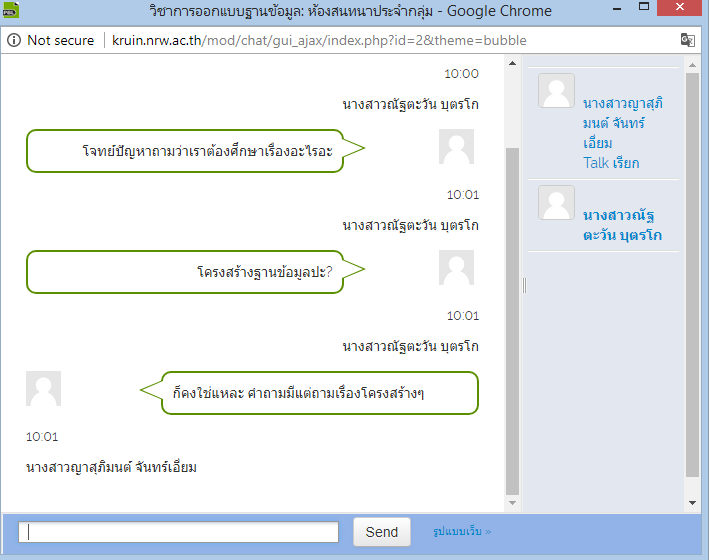 วิชาการออกแบบฐานข้อมูล: ห้องสนทนาประจำกลุ่ม - Google Chrome
Not secure | kruin.nrw.ac.th/mod/chat/gui_ajax/index.php?id=2&theme=bubble
10:00
นางสาวณัฐตะวัน บุตรโก
โจทย์ปัญหาถามว่าเราต้องศึกษาเรื่องอะไรอะ
10:01
นางสาวณัฐตะวัน บุตรโก
โครงสร้างฐานข้อมูลปะ?
10:01
นางสาวณัฐตะวัน บุตรโก
ก็คงใช่แหละ คำถามมีแต่ถามเรื่องโครงสร้างๆ
10:01
นางสาวญาสุภิมนต์ จันทร์เอี่ยม
นางสาวญาสุภิ
มนต์ จันทร์
เอี่ยม
Talk เรียก
นางสาวณัฐ
ตะวัน บุตรโก
Send
รูปแบบเว็บ »